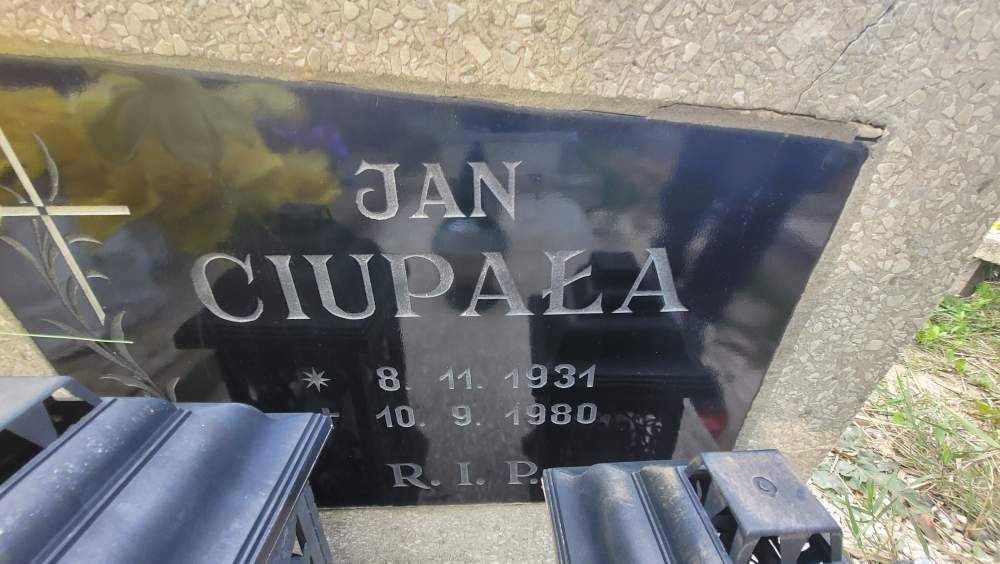 JAN
CIUPAŁA
* 8. 11. 1931
+ 10. 9. 1980
R. I. P.